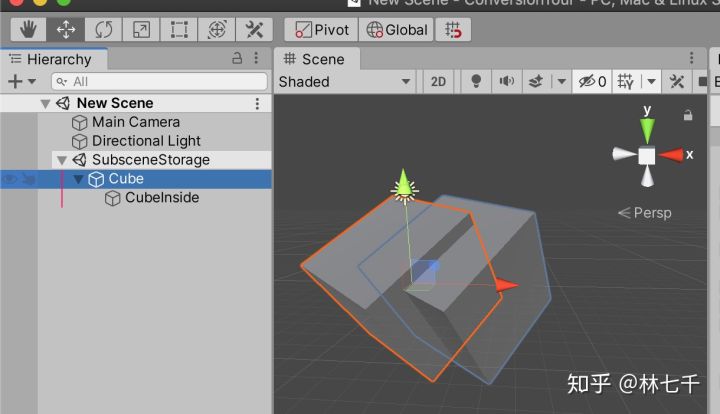 New Scene - ConversionTour - PC, Mac & Linux S
Pivot
Global
Hierarchy
All
New Scene
Main Camera
Directional Light
SubsceneStorage
Cube
CubeInside
Scene
Shaded
2D
0
y
x
Persp
知乎 @林七千